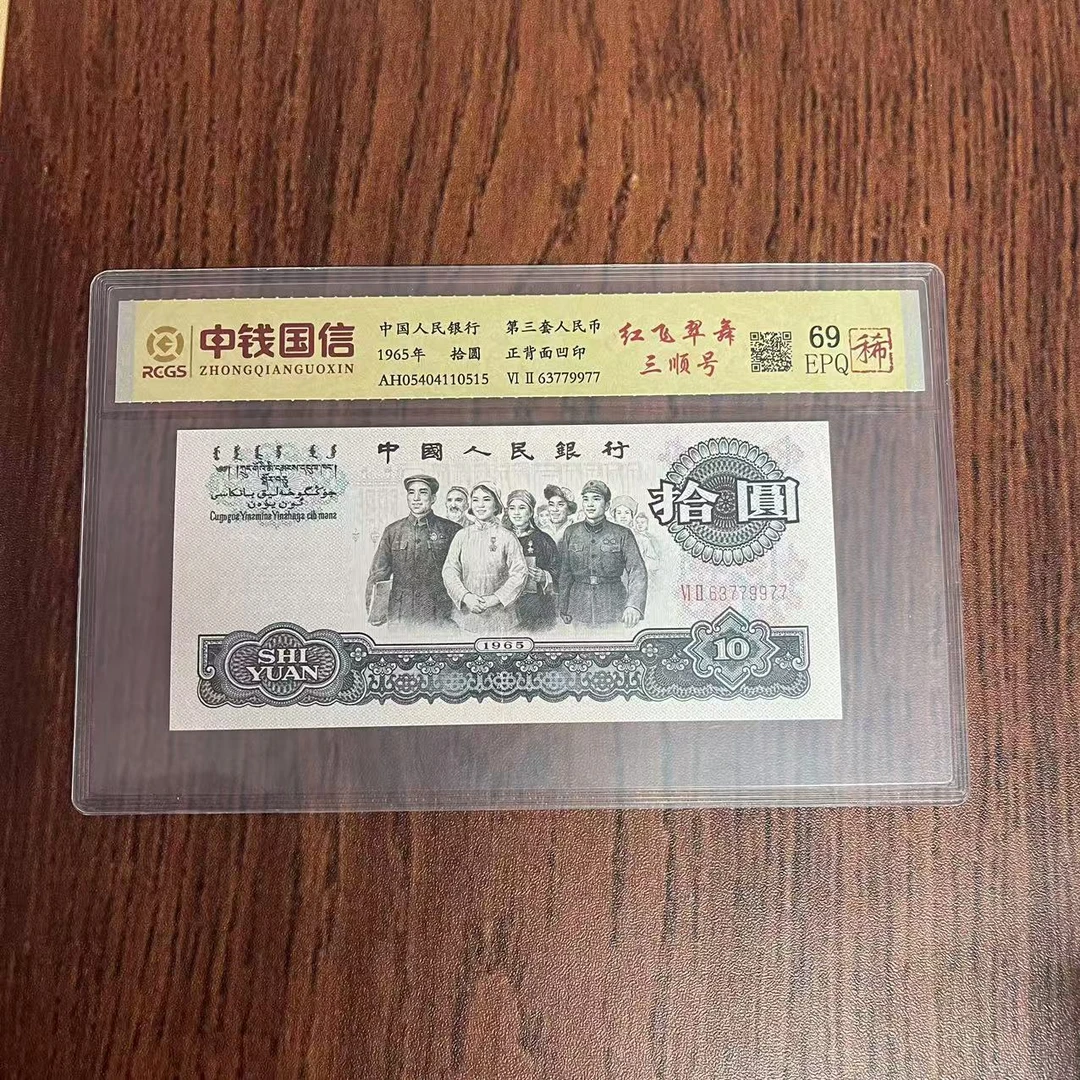 RCGS
中钱国信
ZHONGQIANGUOXIN
中国人民银行 第三套人民币
1965年 拾圆 正背面凹印
AH05404110515 VI II 63779977
红飞翠舞
三顺号
69
EPQ
稀
中國人民銀行
拾圓
VI II 63779977
1965
SHI
YUAN
10